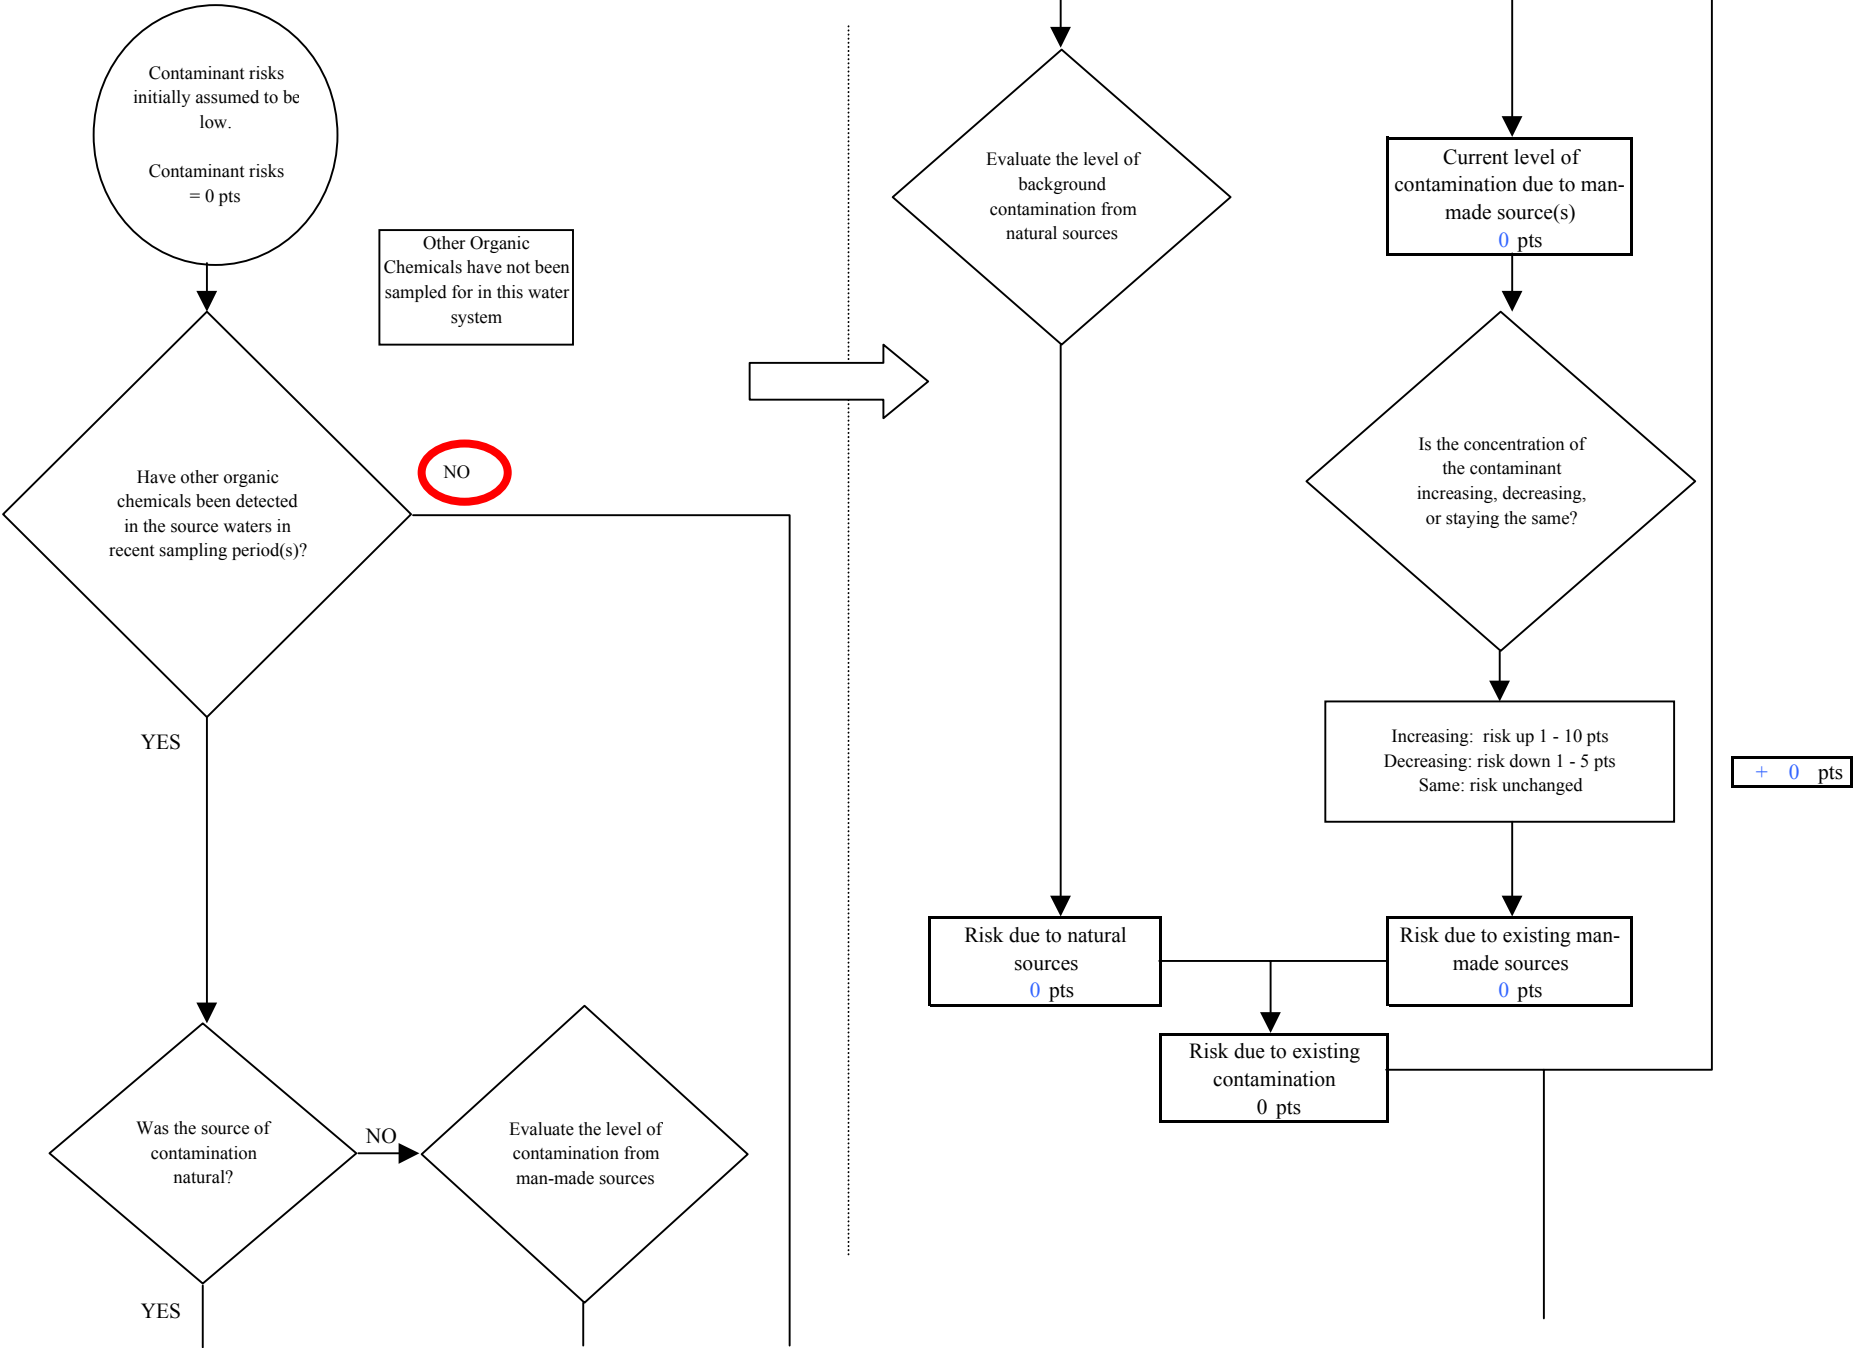 Contaminant risks
initially assumed to be
low.
Contaminant risks
= 0 pts
Other Organic
Chemicals have not been
sampled for in this water
system
NO
Have other organic
chemicals been detected
in the source waters in
recent sampling period(s)?
YES
Was the source of
contamination
natural?
NO
Evaluate the level of
contamination from
man-made sources
YES
Evaluate the level of
background
contamination from
natural sources
Current level of
contamination due to man-
made source(s)
0 pts
Is the concentration of
the contaminant
increasing, decreasing,
or staying the same?
Increasing: risk up 1 - 10 pts
Decreasing: risk down 1 - 5 pts
Same: risk unchanged
+ 0 pts
Risk due to natural
sources
0 pts
Risk due to existing man-
made sources
0 pts
Risk due to existing
contamination
0 pts